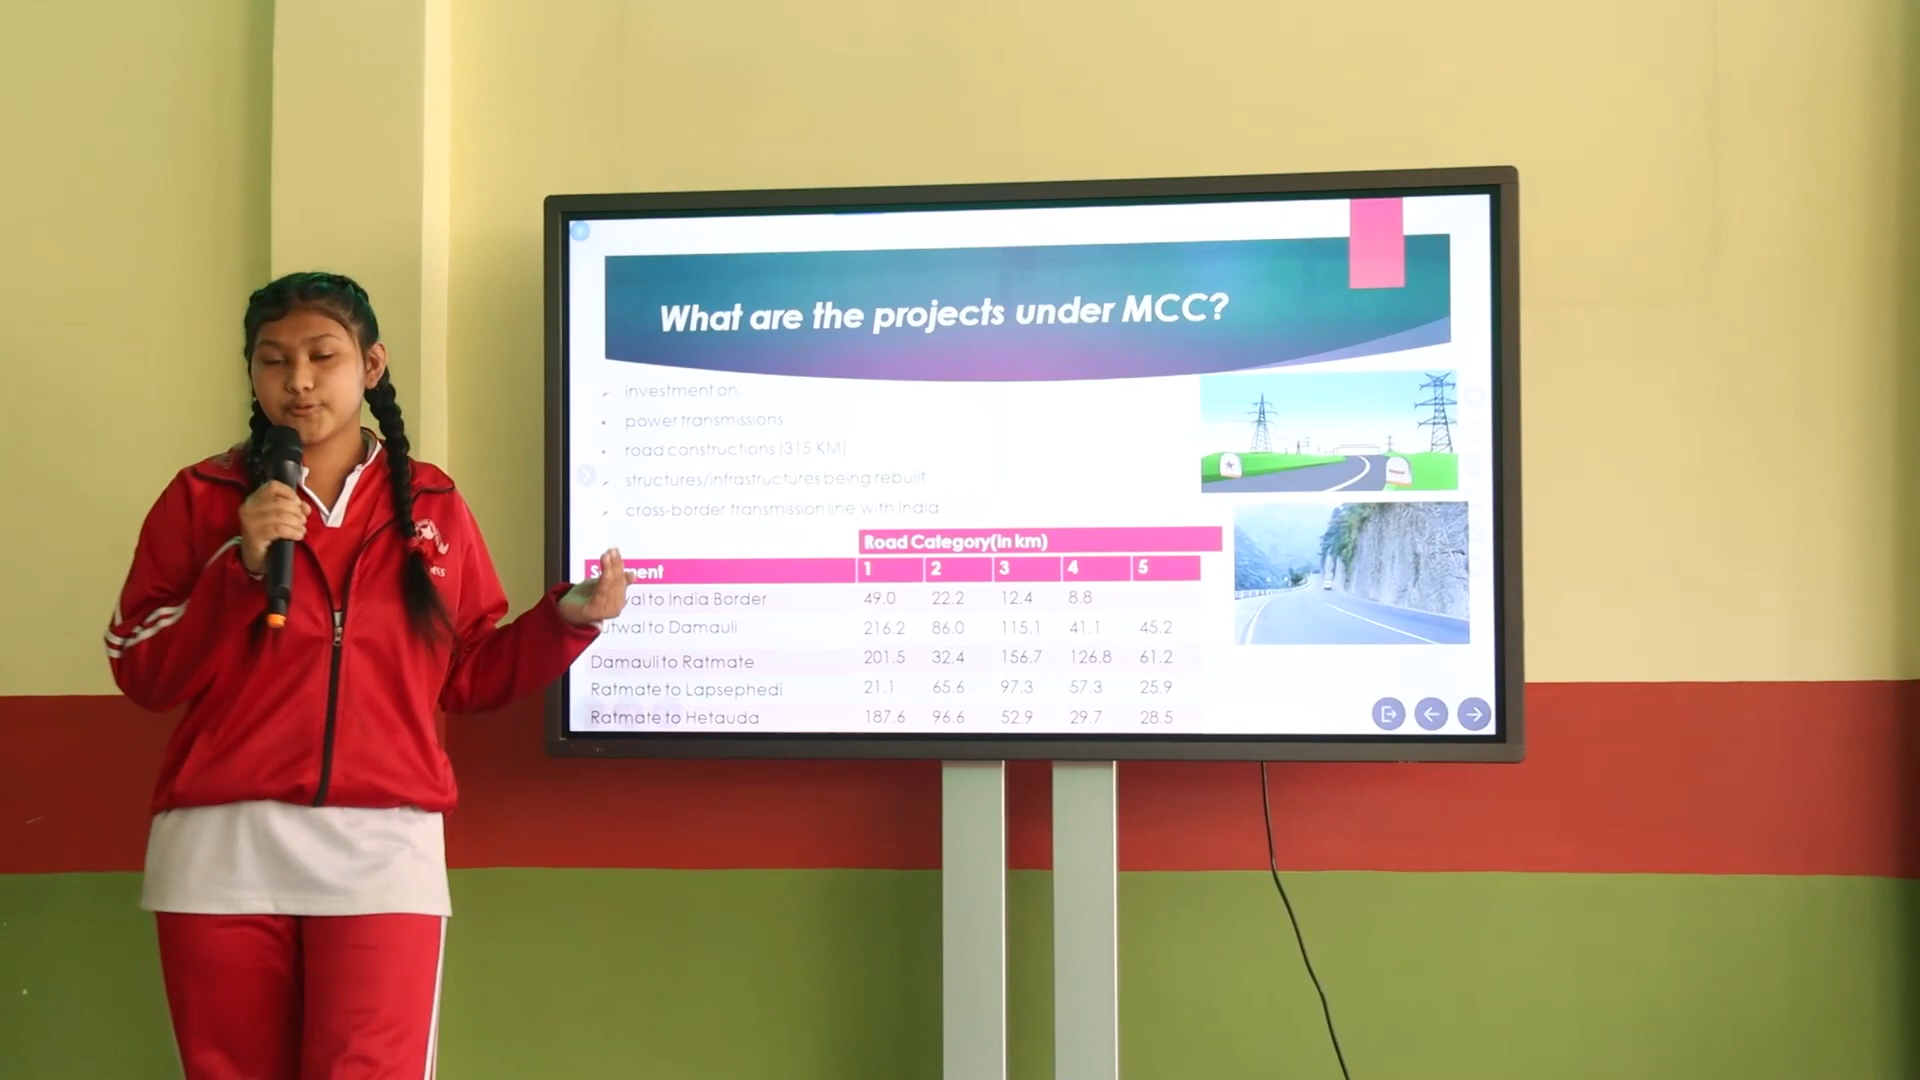 What are the projects under MCC?
investment on:
power transmissions
road constructions (315 KM)
structures/infrastructures being rebuilt
cross-border transmission line with India
Road Category(in km)
1 2 3 4 5
to India Border 49.0 22.2 12.4 8.8
to Damauli 216.2 86.0 115.1 41.1 45.2
Damauli to Ratmate 201.5 32.4 156.7 126.8 61.2
Ratmate to Lapsephedi 21.1 65.6 97.3 57.3 25.9
Ratmate to Hetauda 187.6 96.6 52.9 29.7 28.5